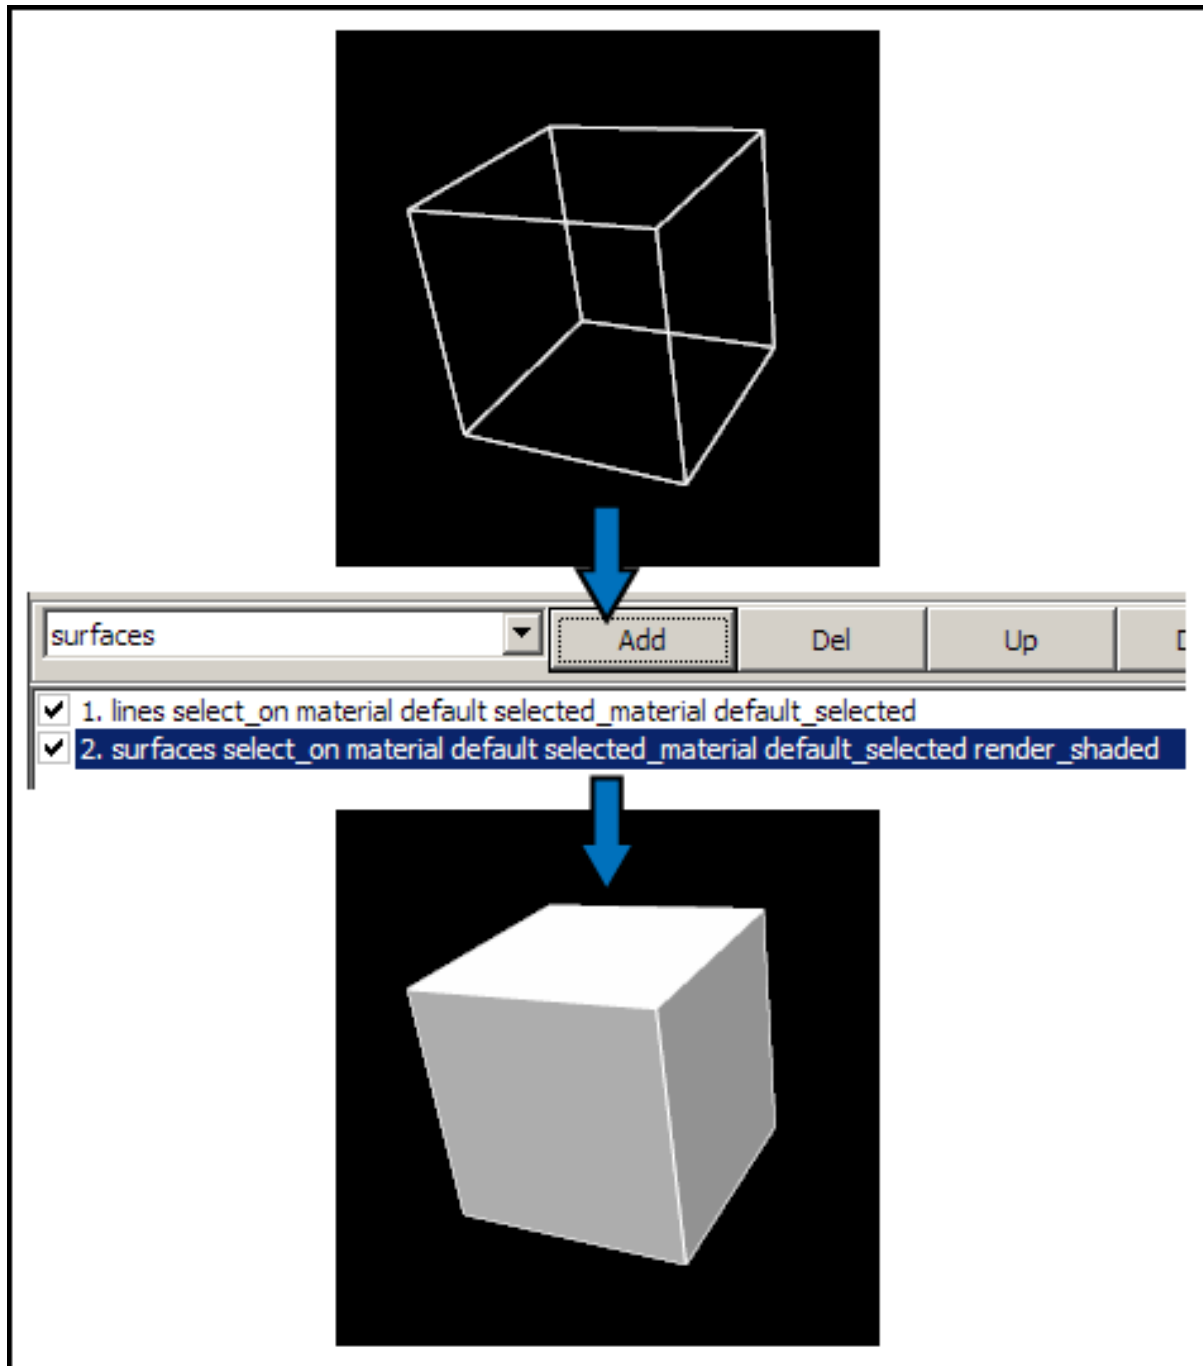 surfaces Add Del Up D
1. lines select_on material default selected_material default_selected
2. surfaces select_on material default selected_material default_selected render_shaded